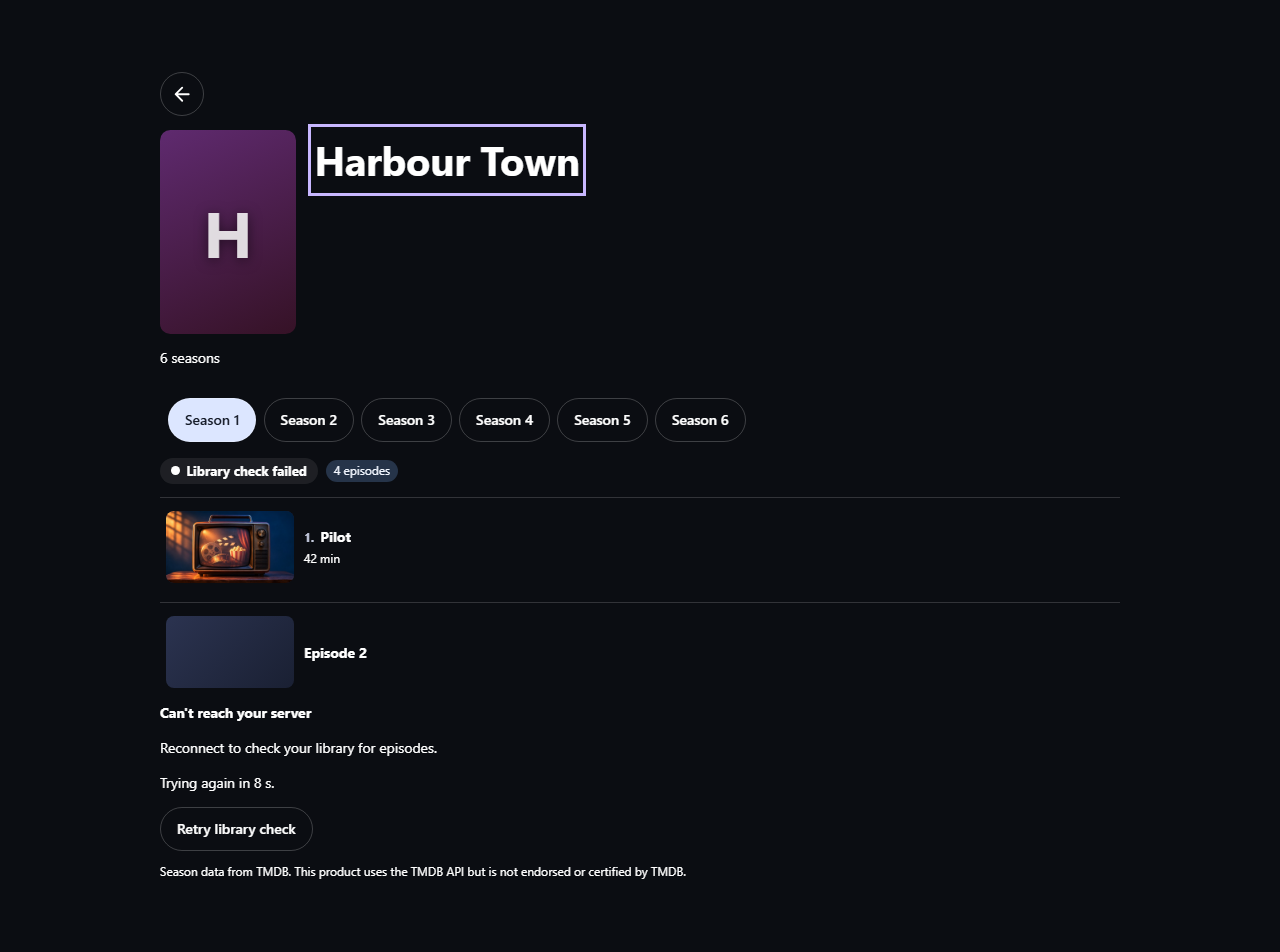 Harbour Town
H
6 seasons
Season 1 Season 2 Season 3 Season 4 Season 5 Season 6
Library check failed 4 episodes
1. Pilot
42 min
Episode 2
Can't reach your server
Reconnect to check your library for episodes.
Trying again in 8 s.
Retry library check
Season data from TMDB. This product uses the TMDB API but is not endorsed or certified by TMDB.